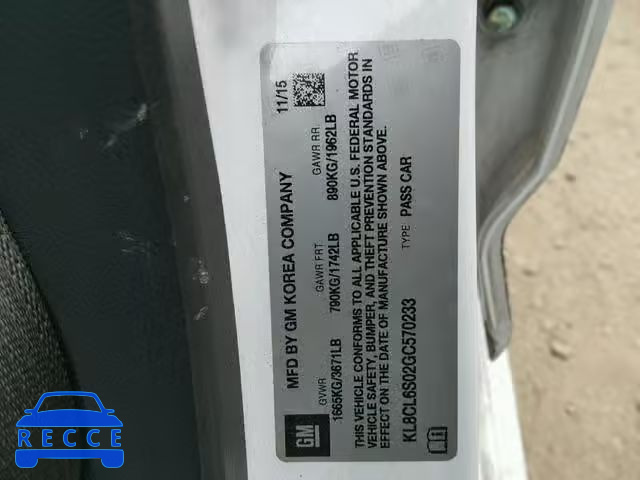 MFD BY GM KOREA COMPANY 11/15
GVWR GAWR FRT GAWR RR
1665KG/3671LB 790KG/1742LB 890KG/1962LB
THIS VEHICLE CONFORMS TO ALL APPLICABLE U.S. FEDERAL MOTOR
VEHICLE SAFETY, BUMPER, AND THEFT PREVENTION STANDARDS IN
EFFECT ON THE DATE OF MANUFACTURE SHOWN ABOVE.
TYPE: PASS CAR
KL8CL6S02GC570233
GM
RECCE